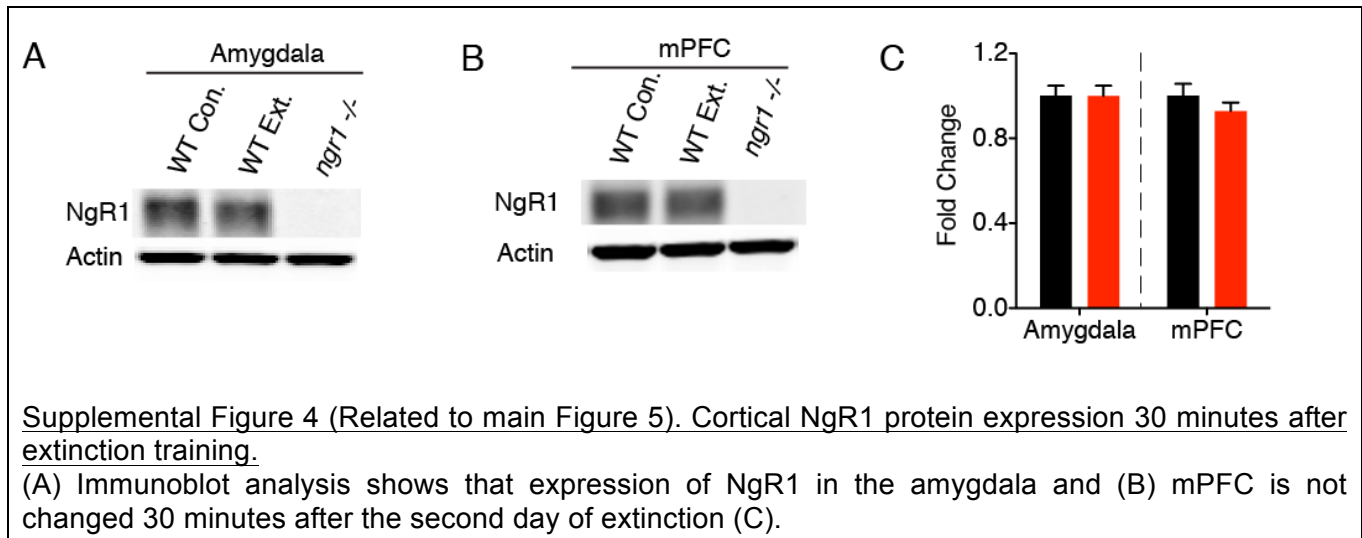 A
Amygdala
WT Con.
WT Ext.
ngr1 -/-
NgR1
Actin
B
mPFC
WT Con.
WT Ext.
ngr1 -/-
NgR1
Actin
C
Fold Change
1.2
0.8
0.4
0.0
Amygdala
mPFC
Supplemental Figure 4 (Related to main Figure 5). Cortical NgR1 protein expression 30 minutes after
extinction training.
(A) Immunoblot analysis shows that expression of NgR1 in the amygdala and (B) mPFC is not
changed 30 minutes after the second day of extinction (C).